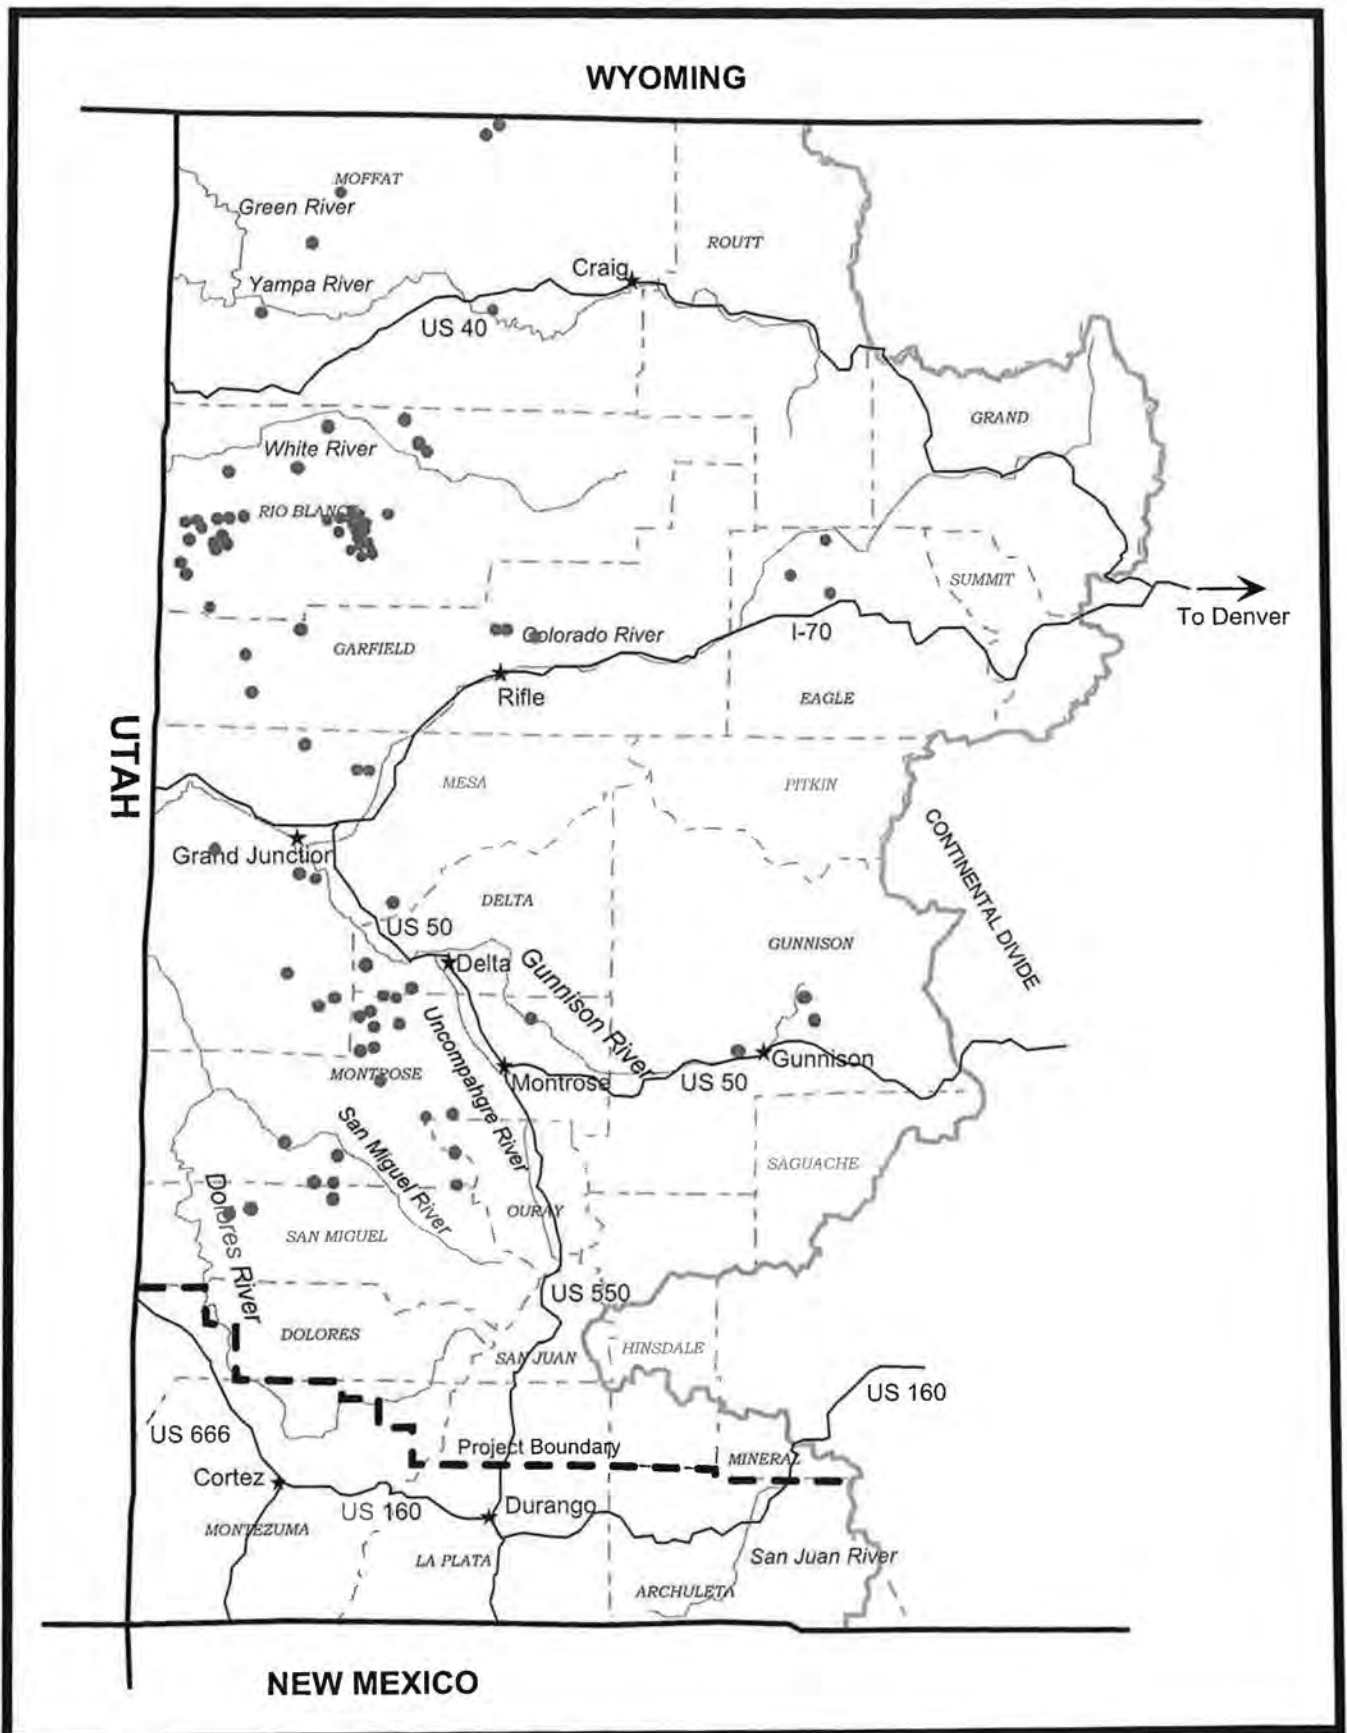 WYOMING
MOFFAT
Green River
ROUTT
Craig
Yampa River
US 40
GRAND
White River
RIO BLANCO
SUMMIT
To Denver
Colorado River
I-70
GARFIELD
Rifle
EAGLE
UTAH
MESA
PITKIN
CONTINENTAL DIVIDE
Grand Junction
DELTA
US 50
GUNNISON
Delta
Gunnison River
Uncompahgre River
Gunnison
MONTROSE
Montrose
US 50
San Miguel River
SAGUACHE
Dolores River
OURAY
SAN MIGUEL
US 550
DOLORES
SAN JUAN
HINSDALE
US 160
US 666
Project Boundary
MINERAL
Cortez
US 160
Durango
MONTEZUMA
LA PLATA
San Juan River
ARCHULETA
NEW MEXICO